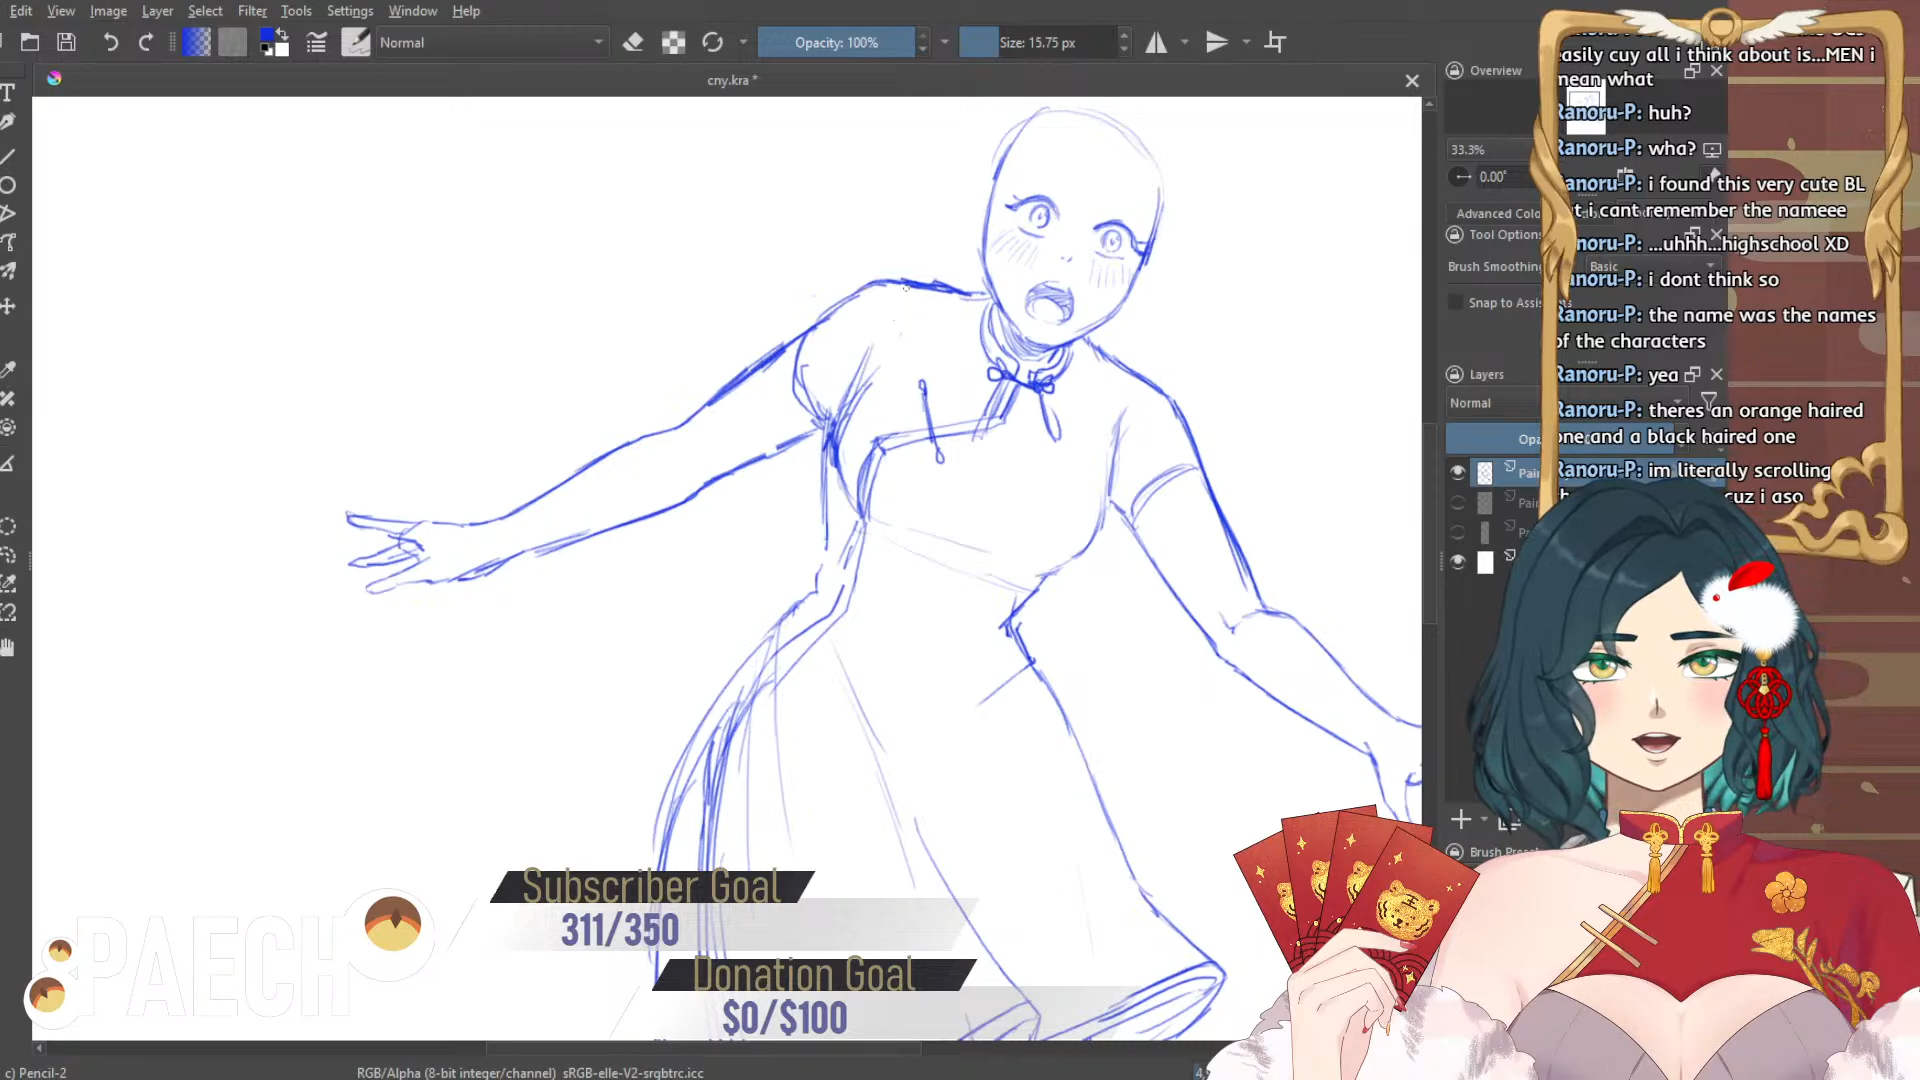 Edit View Image Layer Select Filter Tools Settings Window Help
Normal
Opacity: 100%
Size: 15.75 px
cny.kra *
Overview
33.3%
0.00°
Advanced Colo
Tool Options
Brush Smoothing
Basic
Snap to Assis
Layers
Normal
Brush Prese
easily cuy all i think about is...MEN i
mean what
Ranoru-P: huh?
Ranoru-P: wha?
Ranoru-P: i found this very cute BL
i cant remember the nameee
Ranoru-P: ...uhhh...highschool XD
Ranoru-P: i dont think so
Ranoru-P: the name was the names
of the characters
Ranoru-P: yea
Ranoru-P: theres an orange haired
one and a black haired one
Ranoru-P: im literally scrolling
cuz i aso
PAECH
Subscriber Goal
311/350
Donation Goal
$0/$100
c) Pencil-2
RGB/Alpha (8-bit integer/channel) sRGB-elle-V2-srgbtrc.icc